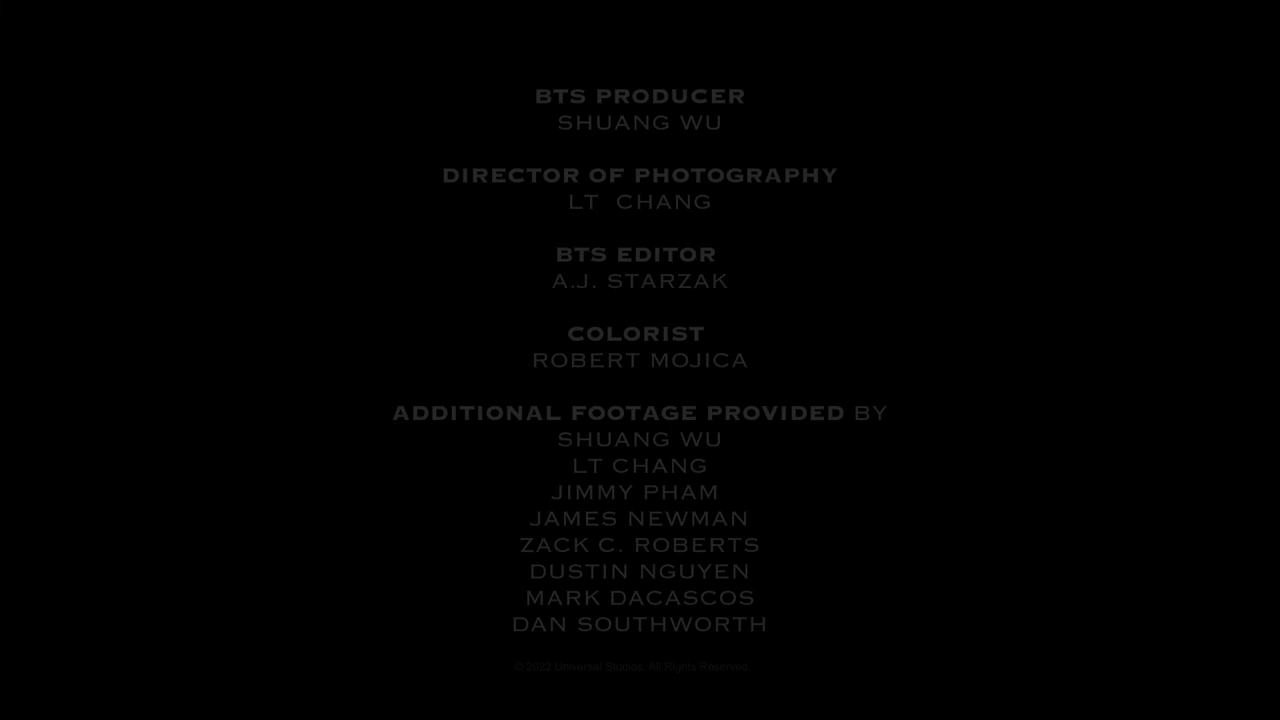 BTS PRODUCER
SHUANG WU
DIRECTOR OF PHOTOGRAPHY
LT CHANG
BTS EDITOR
A.J. STARZAK
COLORIST
ROBERT MOJICA
ADDITIONAL FOOTAGE PROVIDED BY
SHUANG WU
LT CHANG
JIMMY PHAM
JAMES NEWMAN
ZACK C. ROBERTS
DUSTIN NGUYEN
MARK DACASCOS
DAN SOUTHWORTH
© 2022 Universal Studios. All Rights Reserved.